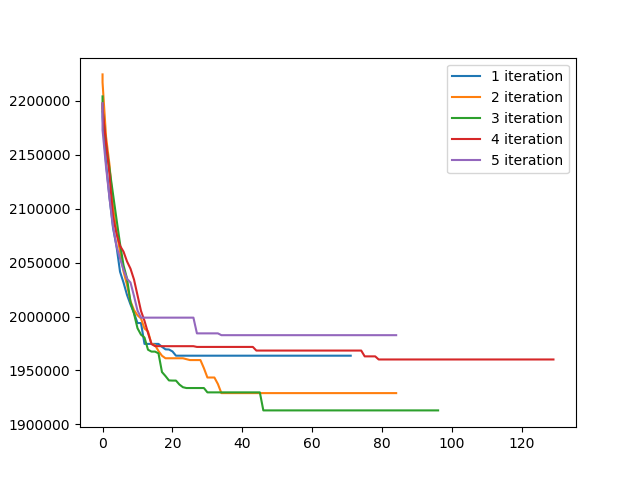 1 iteration
2 iteration
3 iteration
4 iteration
5 iteration
2200000
2150000
2100000
2050000
2000000
1950000
1900000
0 20 40 60 80 100 120